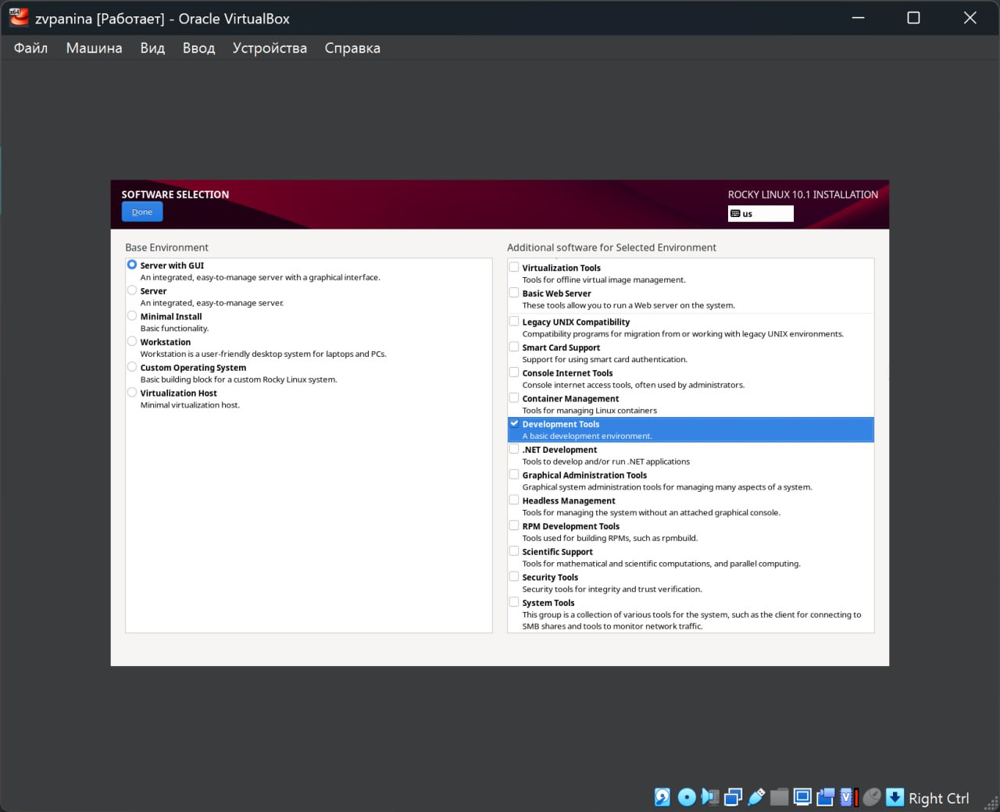 zvpanina [Работает] - Oracle VirtualBox
Файл Машина Вид Ввод Устройства Справка
SOFTWARE SELECTION
Done
ROCKY LINUX 10.1 INSTALLATION
us
Base Environment
Server with GUI
An integrated, easy-to-manage server with a graphical interface.
Server
An integrated, easy-to-manage server.
Minimal Install
Basic functionality.
Workstation
Workstation is a user-friendly desktop system for laptops and PCs.
Custom Operating System
Basic building block for a custom Rocky Linux system.
Virtualization Host
Minimal virtualization host.
Additional software for Selected Environment
Virtualization Tools
Tools for offline virtual image management.
Basic Web Server
These tools allow you to run a Web server on the system.
Legacy UNIX Compatibility
Compatibility programs for migration from or working with legacy UNIX environments.
Smart Card Support
Support for using smart card authentication.
Console Internet Tools
Console internet access tools, often used by administrators.
Container Management
Tools for managing Linux containers
Development Tools
A basic development environment.
.NET Development
Tools to develop and/or run .NET applications
Graphical Administration Tools
Graphical system administration tools for managing many aspects of a system.
Headless Management
Tools for managing the system without an attached graphical console.
RPM Development Tools
Tools used for building RPMs, such as rpmbuild.
Scientific Support
Tools for mathematical and scientific computations, and parallel computing.
Security Tools
Security tools for integrity and trust verification.
System Tools
This group is a collection of various tools for the system, such as the client for connecting to
SMB shares and tools to monitor network traffic.
Right Ctrl